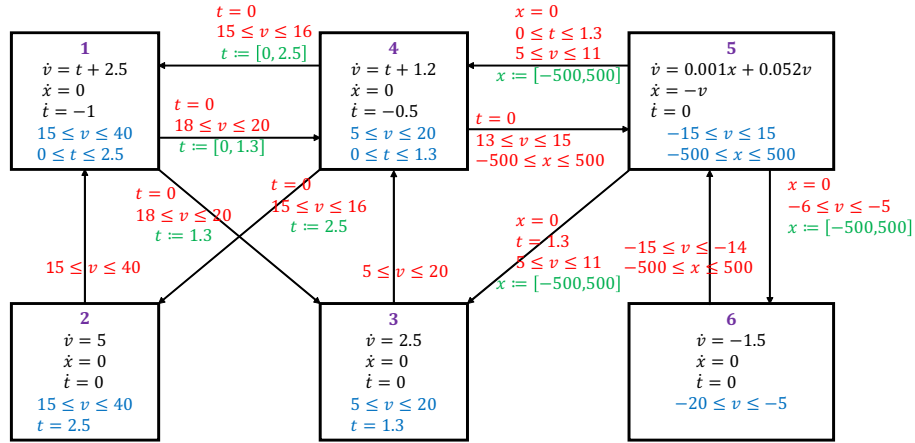 1
v̇ = t + 2.5
ẋ = 0
ṫ = −1
15 ≤ v ≤ 40
0 ≤ t ≤ 2.5
t = 0
15 ≤ v ≤ 16
t ≔ [0, 2.5]
t = 0
18 ≤ v ≤ 20
t ≔ [0, 1.3]
4
v̇ = t + 1.2
ẋ = 0
ṫ = −0.5
5 ≤ v ≤ 20
0 ≤ t ≤ 1.3
x = 0
0 ≤ t ≤ 1.3
5 ≤ v ≤ 11
x ≔ [−500,500]
t = 0
13 ≤ v ≤ 15
−500 ≤ x ≤ 500
5
v̇ = 0.001x + 0.052v
ẋ = −v
ṫ = 0
−15 ≤ v ≤ 15
−500 ≤ x ≤ 500
t = 0
18 ≤ v ≤ 20
t ≔ 1.3
t = 0
15 ≤ v ≤ 16
t ≔ 2.5
x = 0
t = 1.3
5 ≤ v ≤ 11
x ≔ [−500,500]
x = 0
−6 ≤ v ≤ −5
x ≔ [−500,500]
15 ≤ v ≤ 40
5 ≤ v ≤ 20
−15 ≤ v ≤ −14
−500 ≤ x ≤ 500
2
v̇ = 5
ẋ = 0
ṫ = 0
15 ≤ v ≤ 40
t = 2.5
3
v̇ = 2.5
ẋ = 0
ṫ = 0
5 ≤ v ≤ 20
t = 1.3
6
v̇ = −1.5
ẋ = 0
ṫ = 0
−20 ≤ v ≤ −5